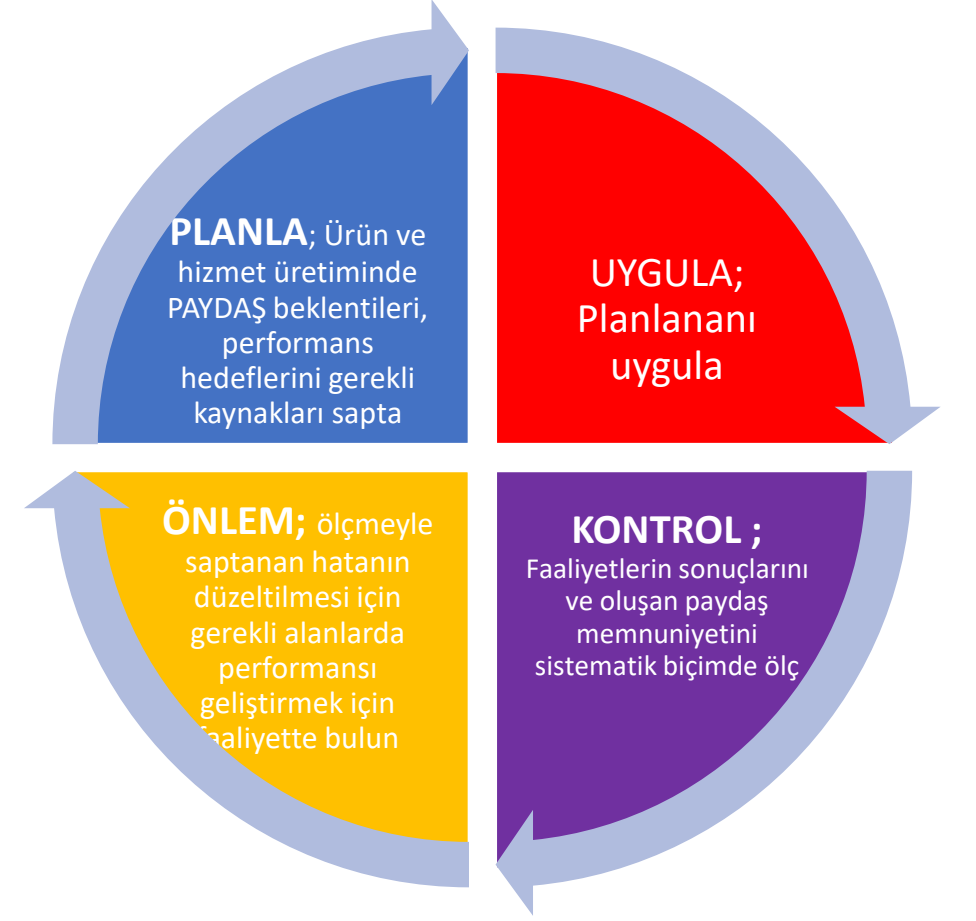 PLANLA; Ürün ve
hizmet üretiminde
PAYDAŞ beklentileri,
performans
hedeflerini gerekli
kaynakları sapta
UYGULA;
Planlananı
uygula
KONTROL ;
Faaliyetlerin sonuçlarını
ve oluşan paydaş
memnuniyetini
sistematik biçimde ölç
ÖNLEM; ölçmeyle
saptanan hatanın
düzeltilmesi için
gerekli alanlarda
performansı
geliştirmek için
faaliyette bulun